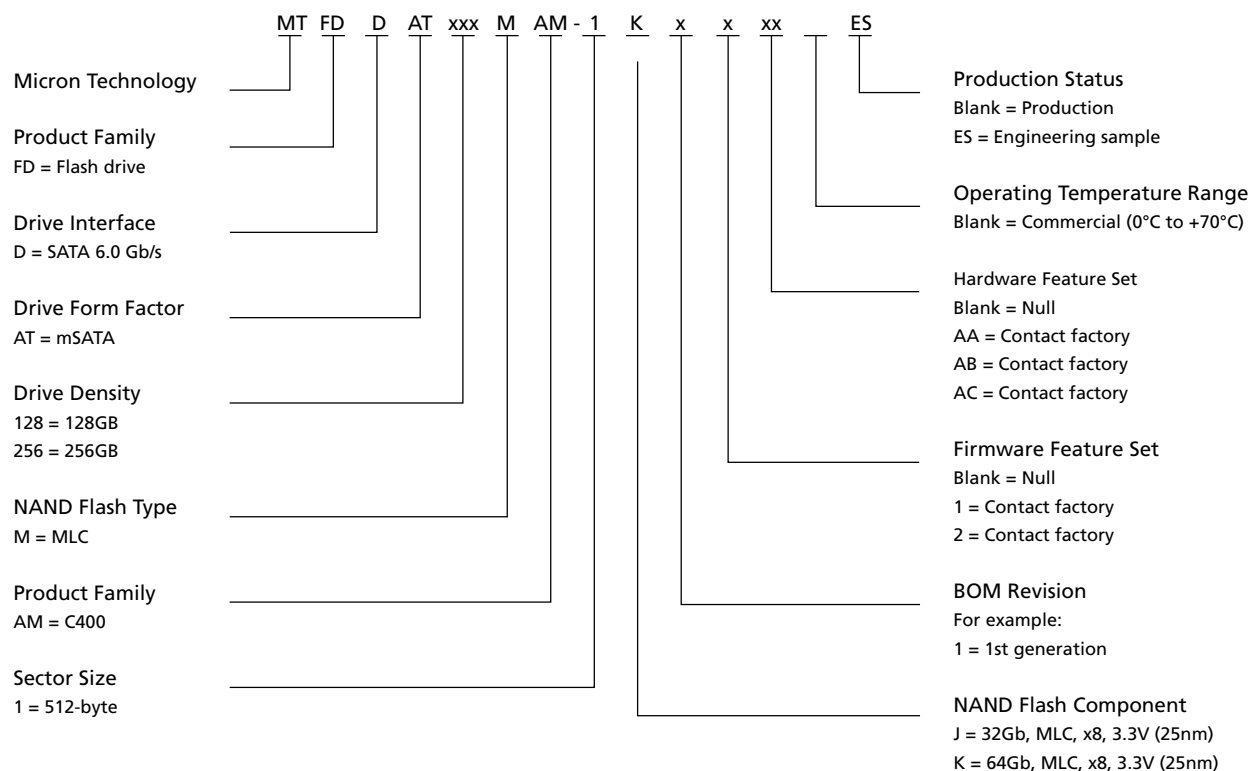 MT FD D AT xxx M AM - 1 K x x xx ES
Micron Technology
Product Family
FD = Flash drive
Drive Interface
D = SATA 6.0 Gb/s
Drive Form Factor
AT = mSATA
Drive Density
128 = 128GB
256 = 256GB
NAND Flash Type
M = MLC
Product Family
AM = C400
Sector Size
1 = 512-byte
Production Status
Blank = Production
ES = Engineering sample
Operating Temperature Range
Blank = Commercial (0°C to +70°C)
Hardware Feature Set
Blank = Null
AA = Contact factory
AB = Contact factory
AC = Contact factory
Firmware Feature Set
Blank = Null
1 = Contact factory
2 = Contact factory
BOM Revision
For example:
1 = 1st generation
NAND Flash Component
J = 32Gb, MLC, x8, 3.3V (25nm)
K = 64Gb, MLC, x8, 3.3V (25nm)